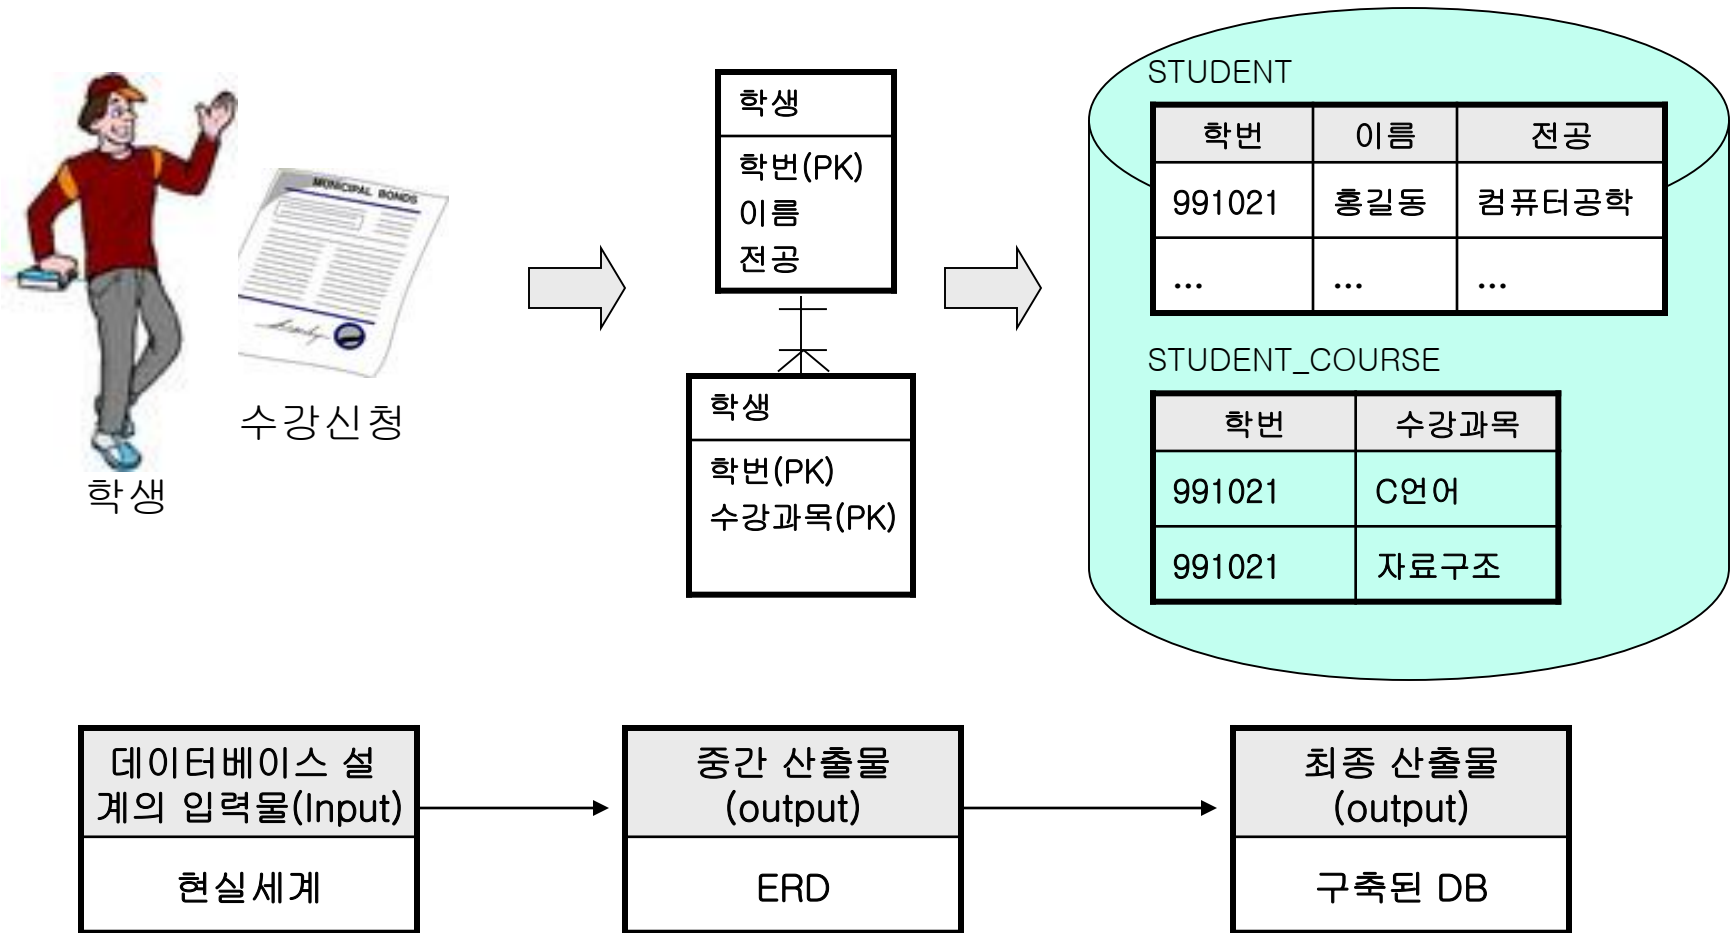 MUNICIPAL BONDS
수강신청
학생
학생
학번(PK)
이름
전공
학생
학번(PK)
수강과목(PK)
STUDENT
학번 이름 전공
991021 홍길동 컴퓨터공학
... ... ...
STUDENT_COURSE
학번 수강과목
991021 C언어
991021 자료구조
데이터베이스 설
계의 입력물(Input)
현실세계
중간 산출물
(output)
ERD
최종 산출물
(output)
구축된 DB